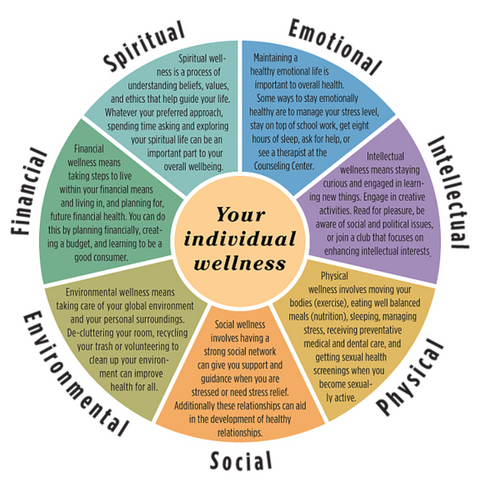 Spiritual
Spiritual well-
ness is a process of
understanding beliefs, values,
and ethics that help guide your life.
Whatever your preferred approach,
spending time asking and exploring
your spiritual life can be an
important part to your
overall wellbeing.
Emotional
Maintaining a
healthy emotional life is
important to overall health.
Some ways to stay emotionally
healthy are to manage your stress level,
stay on top of school work, get eight
hours of sleep, ask for help, or
see a therapist at the
Counseling Center.
Intellectual
Intellectual
wellness means staying
curious and engaged in learn-
ing new things. Engage in creative
activities. Read for pleasure, be
aware of social and political issues,
or join a club that focuses on
enhancing intellectual interests.
Physical
Physical
wellness involves moving your
bodies (exercise), eating well balanced
meals (nutrition), sleeping, managing
stress, receiving preventative
medical and dental care, and
getting sexual health
screenings when you
become sexual-
ly active.
Social
Social wellness
involves having a
strong social network
can give you support and
guidance when you are
stressed or need stress relief.
Additionally these relationships can aid
in the development of healthy
relationships.
Environmental
Environmental wellness means
taking care of your global environment
and your personal surroundings.
De-cluttering your room, recycling
your trash or volunteering to
clean up your environ-
ment can improve
health for all.
Financial
Financial
wellness means
taking steps to live
within your financial means
and living in, and planning for,
future financial health. You can do
this by planning financially, creat-
ing a budget, and learning to be a
good consumer.
Your
individual
wellness